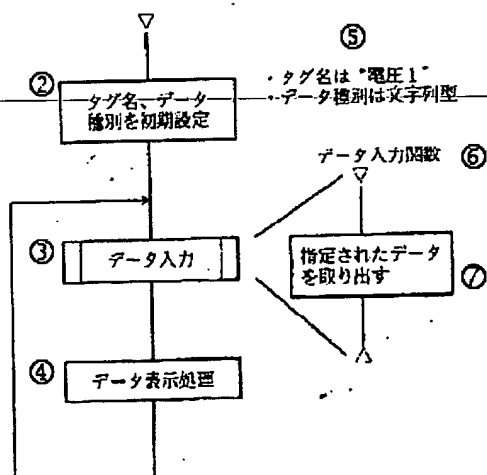 ⑤
② タグ名、データ
種別を初期設定
・タグ名は "電圧1"
・データ種別は文字列型
データ入力関数 ⑥
③ データ入力
指定されたデータ
を取り出す ⑦
④ データ表示処理